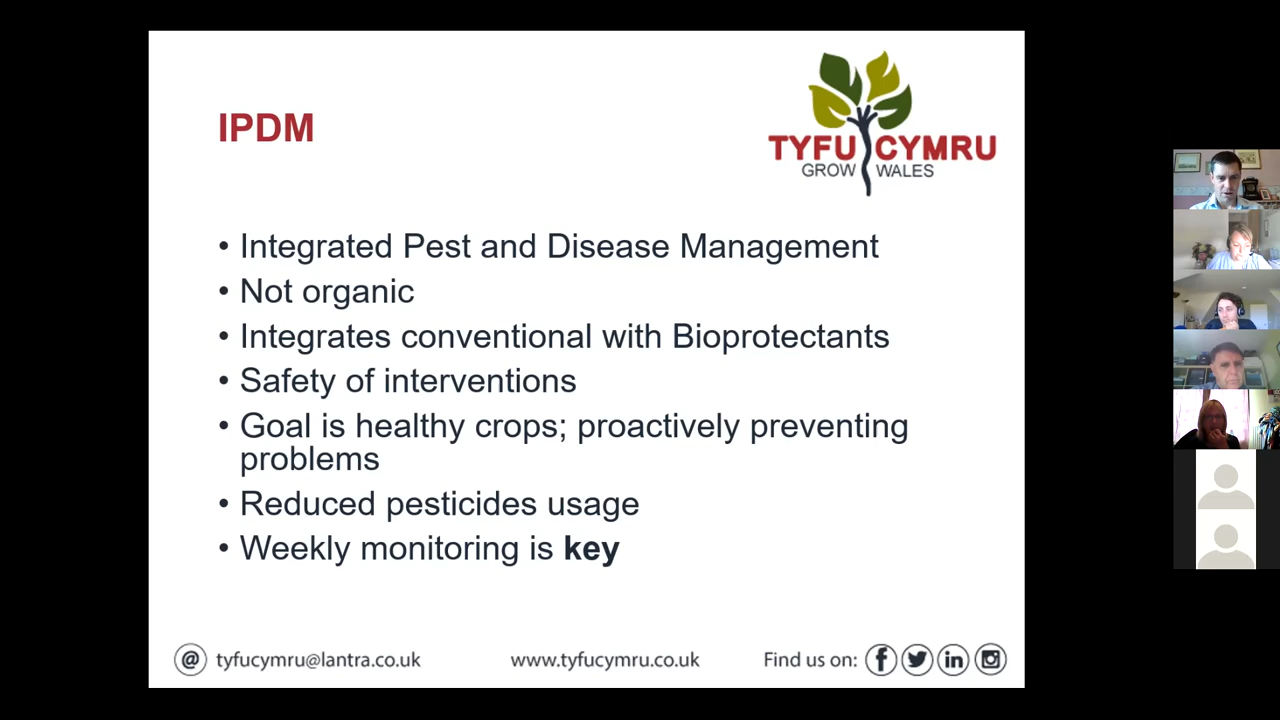 IPDM
TYFU CYMRU
GROW WALES
• Integrated Pest and Disease Management
• Not organic
• Integrates conventional with Bioprotectants
• Safety of interventions
• Goal is healthy crops; proactively preventing
problems
• Reduced pesticides usage
• Weekly monitoring is key
@ tyfucymru@lantra.co.uk www.tyfucymru.co.uk Find us on: